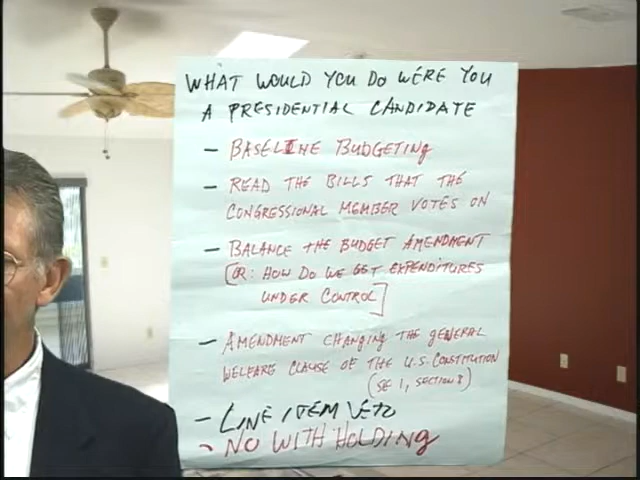 WHAT WOULD YOU DO WERE YOU
A PRESIDENTIAL CANDIDATE
- BASELINE BUDGETING
- READ THE BILLS THAT THE
CONGRESSIONAL MEMBER VOTES ON
- BALANCE THE BUDGET AMENDMENT
[OR: HOW DO WE GET EXPENDITURES
UNDER CONTROL]
- AMENDMENT CHANGING THE GENERAL
WELFARE CLAUSE OF THE U.S. CONSTITUTION
(SE 1, SECTION 8)
- LINE ITEM VETO
- NO WITH HOLDING